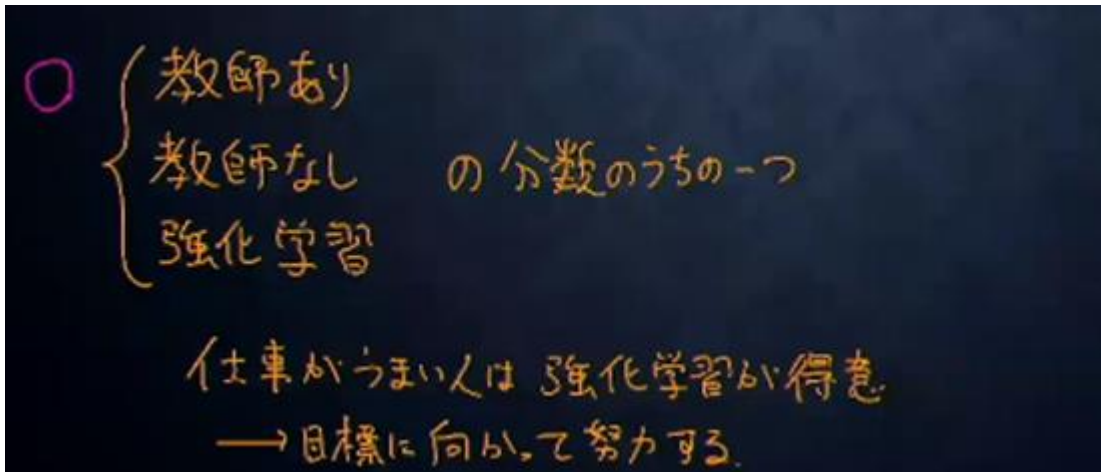 教師あり
教師なし の分数のうちの一つ
強化学習
仕事がうまい人は 強化学習が得意
→目標に向かって努力する.